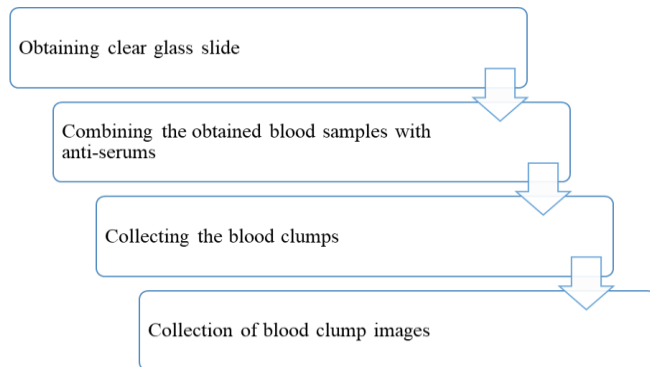 Obtaining clear glass slide
Combining the obtained blood samples with
anti-serums
Collecting the blood clumps
Collection of blood clump images